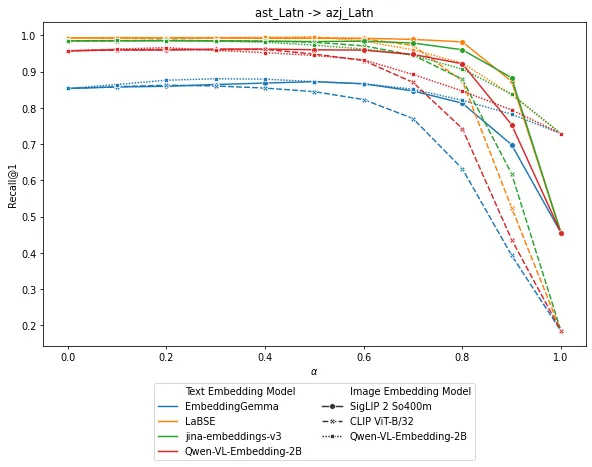 ast_Latn -> azj_Latn
Recall@1
1.0
0.9
0.8
0.7
0.6
0.5
0.4
0.3
0.2
0.0 0.2 0.4 0.6 0.8 1.0
α
Text Embedding Model Image Embedding Model
EmbeddingGemma SigLIP 2 So400m
LaBSE CLIP ViT-B/32
jina-embeddings-v3 Qwen-VL-Embedding-2B
Qwen-VL-Embedding-2B